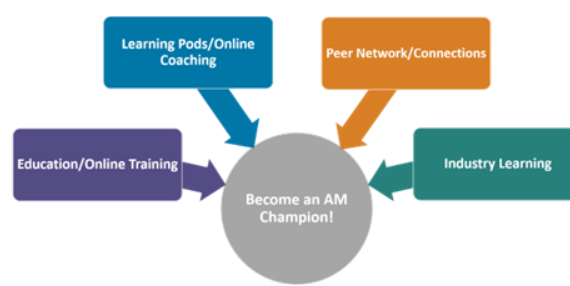 Learning Pods/Online
Coaching
Peer Network/Connections
Education/Online Training
Industry Learning
Become an AM
Champion!